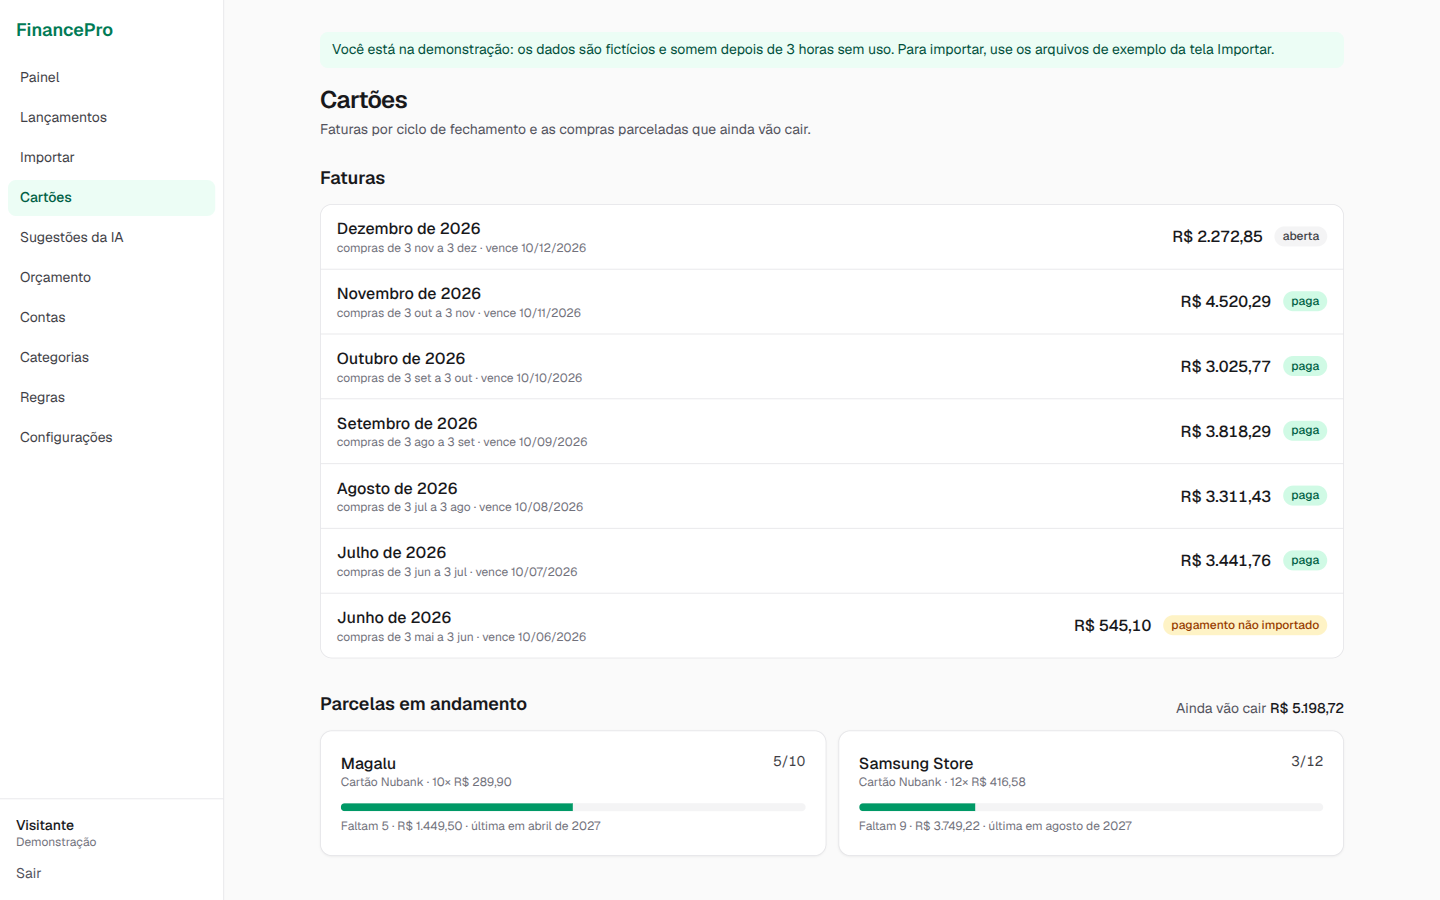 FinancePro
Painel
Lançamentos
Importar
Cartões
Sugestões da IA
Orçamento
Contas
Categorias
Regras
Configurações
Visitante
Demonstração
Sair
Você está na demonstração: os dados são fictícios e somem depois de 3 horas sem uso. Para importar, use os arquivos de exemplo da tela Importar.
Cartões
Faturas por ciclo de fechamento e as compras parceladas que ainda vão cair.
Faturas
Dezembro de 2026
compras de 3 nov a 3 dez · vence 10/12/2026
R$ 2.272,85 aberta
Novembro de 2026
compras de 3 out a 3 nov · vence 10/11/2026
R$ 4.520,29 paga
Outubro de 2026
compras de 3 set a 3 out · vence 10/10/2026
R$ 3.025,77 paga
Setembro de 2026
compras de 3 ago a 3 set · vence 10/09/2026
R$ 3.818,29 paga
Agosto de 2026
compras de 3 jul a 3 ago · vence 10/08/2026
R$ 3.311,43 paga
Julho de 2026
compras de 3 jun a 3 jul · vence 10/07/2026
R$ 3.441,76 paga
Junho de 2026
compras de 3 mai a 3 jun · vence 10/06/2026
R$ 545,10 pagamento não importado
Parcelas em andamento
Ainda vão cair R$ 5.198,72
Magalu 5/10
Cartão Nubank · 10× R$ 289,90
Faltam 5 · R$ 1.449,50 · última em abril de 2027
Samsung Store 3/12
Cartão Nubank · 12× R$ 416,58
Faltam 9 · R$ 3.749,22 · última em agosto de 2027